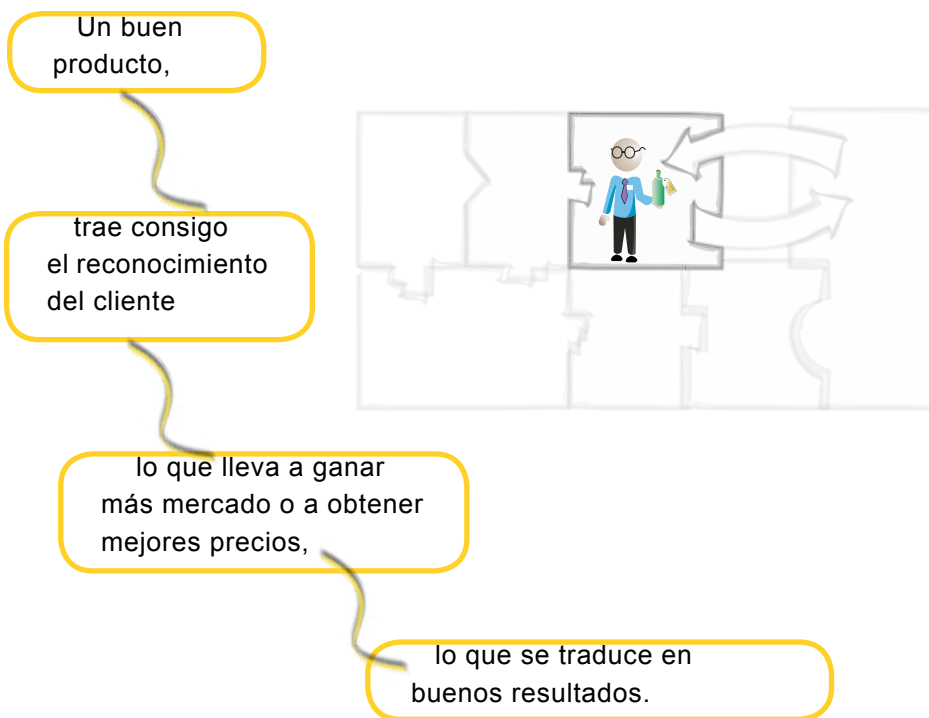 Un buen
producto,
trae consigo
el reconocimiento
del cliente
lo que lleva a ganar
más mercado o a obtener
mejores precios,
lo que se traduce en
buenos resultados.